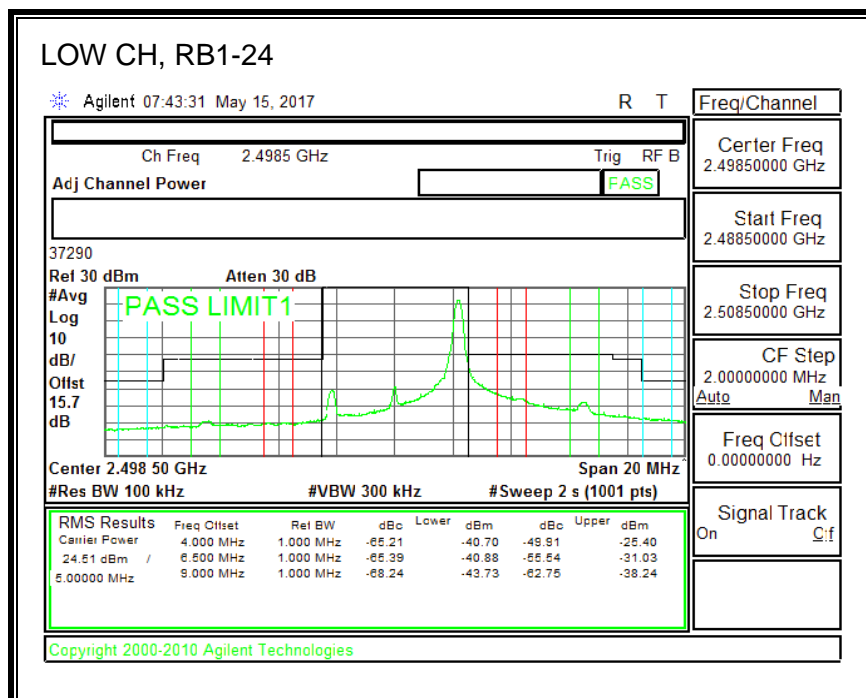 LOW CH, RB1-24
Agilent 07:43:31 May 15, 2017 R T
Freq/Channel
Ch Freq 2.4985 GHz Trig RF B
Adj Channel Power PASS
Center Freq
2.49850000 GHz
Start Freq
2.48850000 GHz
37290
Ref 30 dBm Atten 30 dB
#Avg
Log
10
dB/
Offst
15.7
dB
PASS LIMIT1
Stop Freq
2.50850000 GHz
CF Step
2.00000000 MHz
Auto Man
Freq Offset
0.00000000 Hz
Center 2.498 50 GHz Span 20 MHz
#Res BW 100 kHz #VBW 300 kHz #Sweep 2 s (1001 pts)
Signal Track
On Off
RMS Results Freq Offset Ref BW dBc Lower dBm dBc Upper dBm
Carrier Power 4.000 MHz 1.000 MHz -65.21 -40.70 -49.91 -25.40
24.51 dBm / 6.500 MHz 1.000 MHz -65.39 -40.88 -55.54 -31.03
5.00000 MHz 9.000 MHz 1.000 MHz -68.24 -43.73 -62.75 -38.24
Copyright 2000-2010 Agilent Technologies